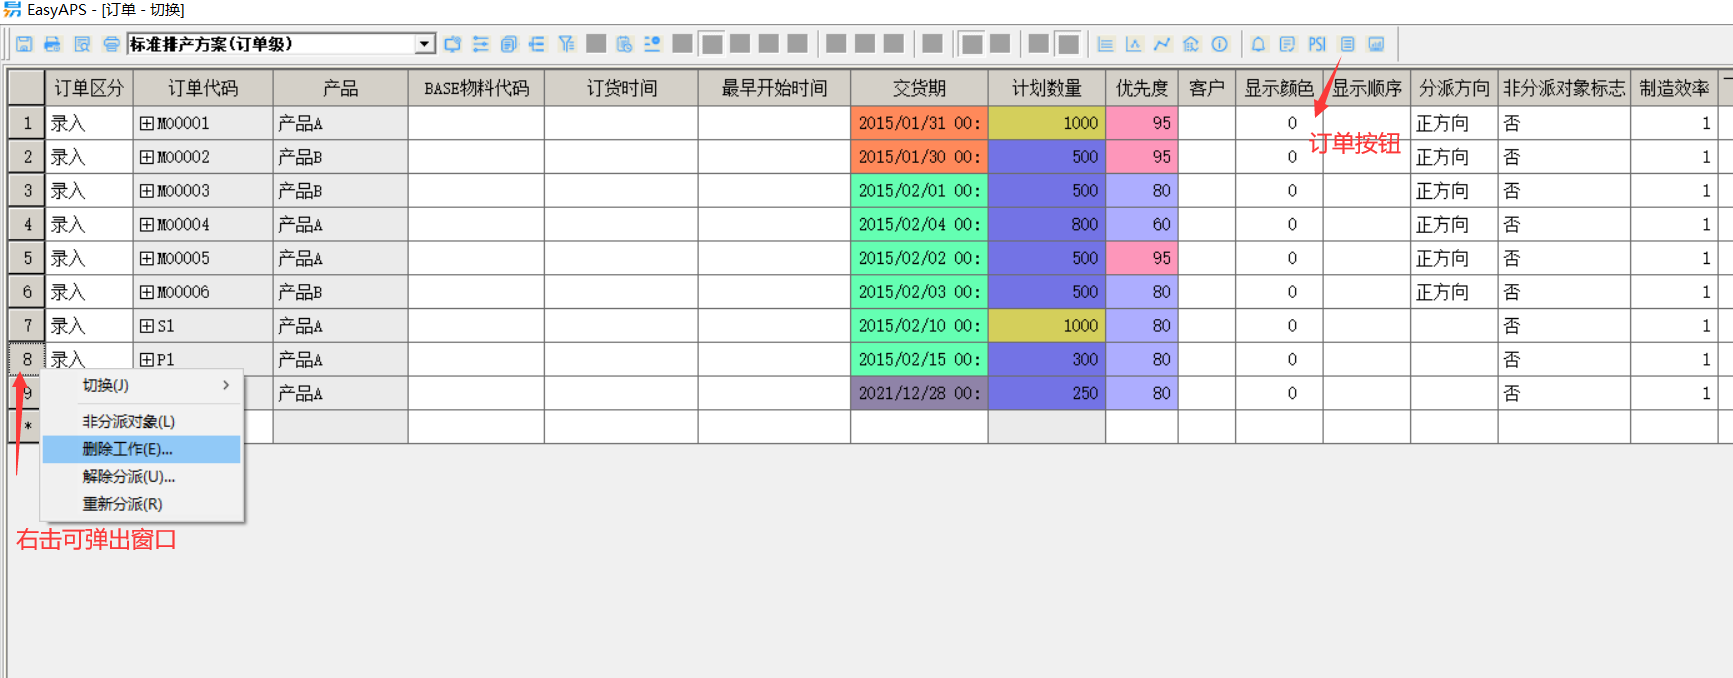 EasyAPS - [订单 - 切换]
标准排产方案(订单级) PSI
订单区分 订单代码 产品 BASE物料代码 订货时间 最早开始时间 交货期 计划数量 优先度 客户 显示颜色 显示顺序 分派方向 非分派对象标志 制造效率
1 录入 MO0001 产品A 2015/01/31 00: 1000 95 0 正方向 否 1
订单按钮
2 录入 MO0002 产品B 2015/01/30 00: 500 95 0 正方向 否 1
3 录入 MO0003 产品B 2015/02/01 00: 500 80 0 正方向 否 1
4 录入 MO0004 产品A 2015/02/04 00: 800 60 0 正方向 否 1
5 录入 MO0005 产品A 2015/02/02 00: 500 95 0 正方向 否 1
6 录入 MO0006 产品B 2015/02/03 00: 500 80 0 正方向 否 1
7 录入 S1 产品A 2015/02/10 00: 1000 80 0 否 1
8 录入 P1 产品A 2015/02/15 00: 300 80 0 否 1
9 产品A 2021/12/28 00: 250 80 0 否 1
*
切换(J)
非分派对象(L)
删除工作(E)...
解除分派(U)...
重新分派(R)
右击可弹出窗口